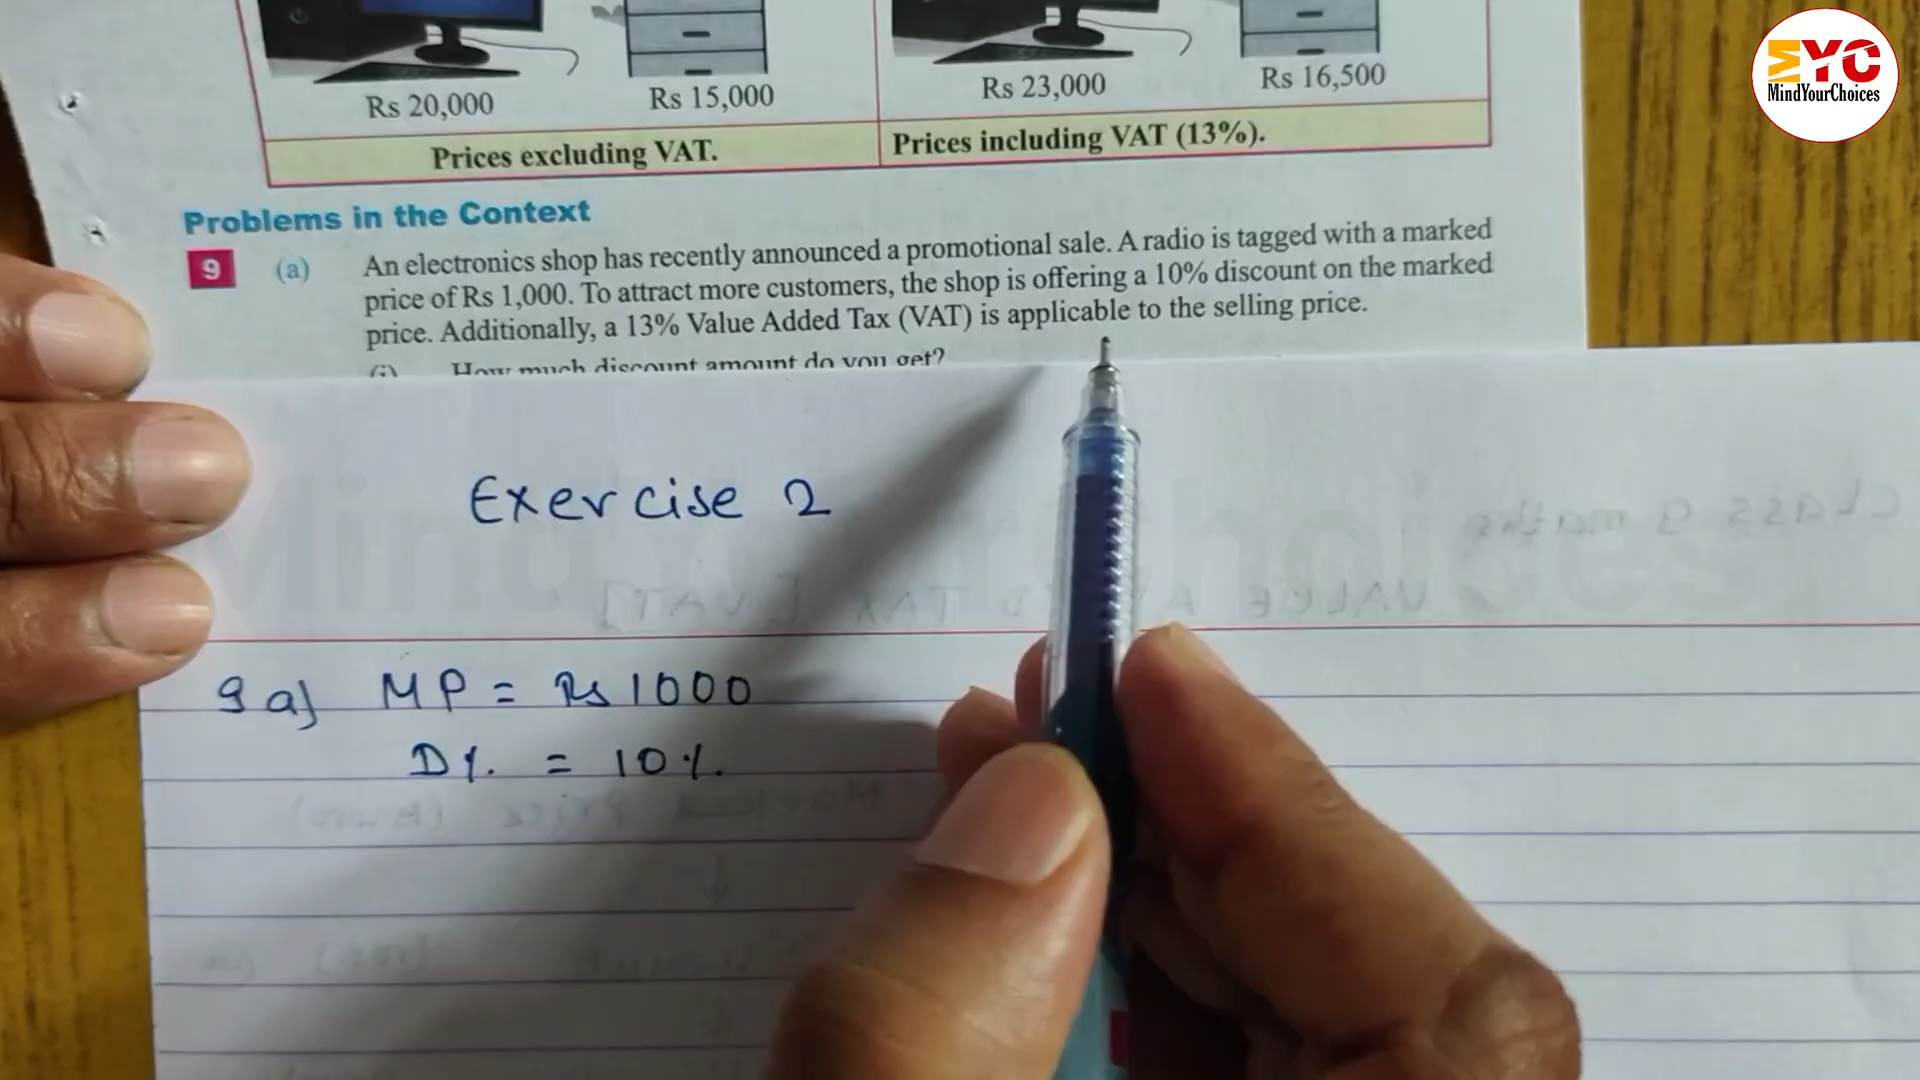 MYC
MindYourChoices
Rs 20,000
Rs 15,000
Rs 23,000
Rs 16,500
Prices excluding VAT.
Prices including VAT (13%).
Problems in the Context
9 (a) An electronics shop has recently announced a promotional sale. A radio is tagged with a marked
price of Rs 1,000. To attract more customers, the shop is offering a 10% discount on the marked
price. Additionally, a 13% Value Added Tax (VAT) is applicable to the selling price.
(i) How much discount amount do you get?
Exercise 2
9 a) MP = Rs 1000
D%. = 10%.